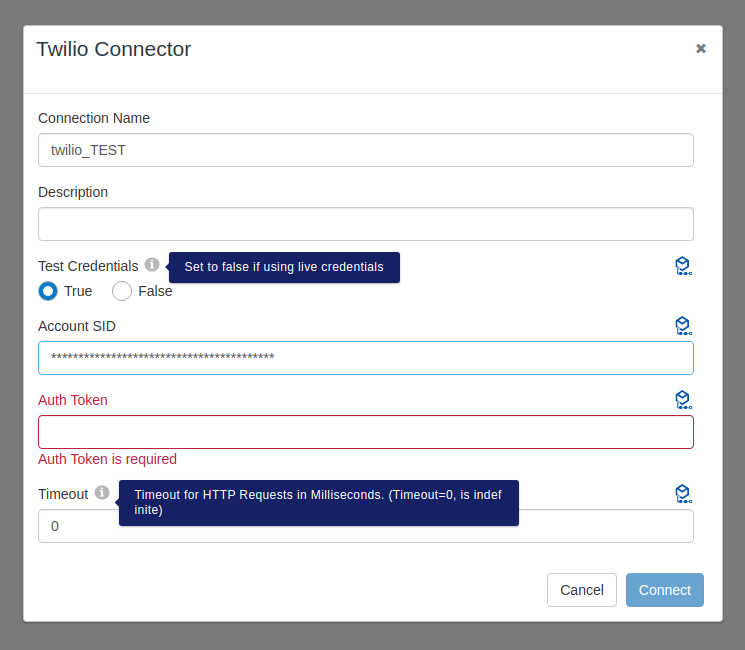 Twilio Connector
Connection Name
twilio_TEST
Description
Test Credentials
Set to false if using live credentials
True
False
Account SID
*****************************************
Auth Token
Auth Token is required
Timeout
Timeout for HTTP Requests in Milliseconds. (Timeout=0, is indef
inite)
0
Cancel
Connect